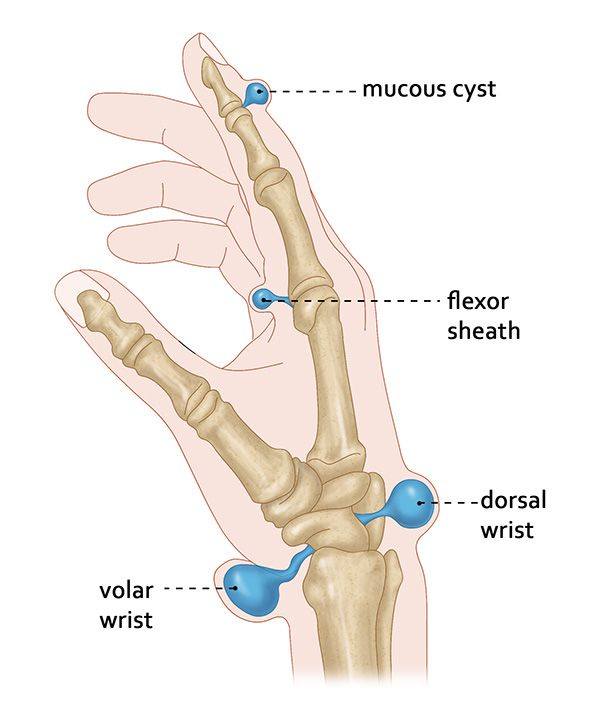 mucous cyst
flexor
sheath
dorsal
wrist
volar
wrist